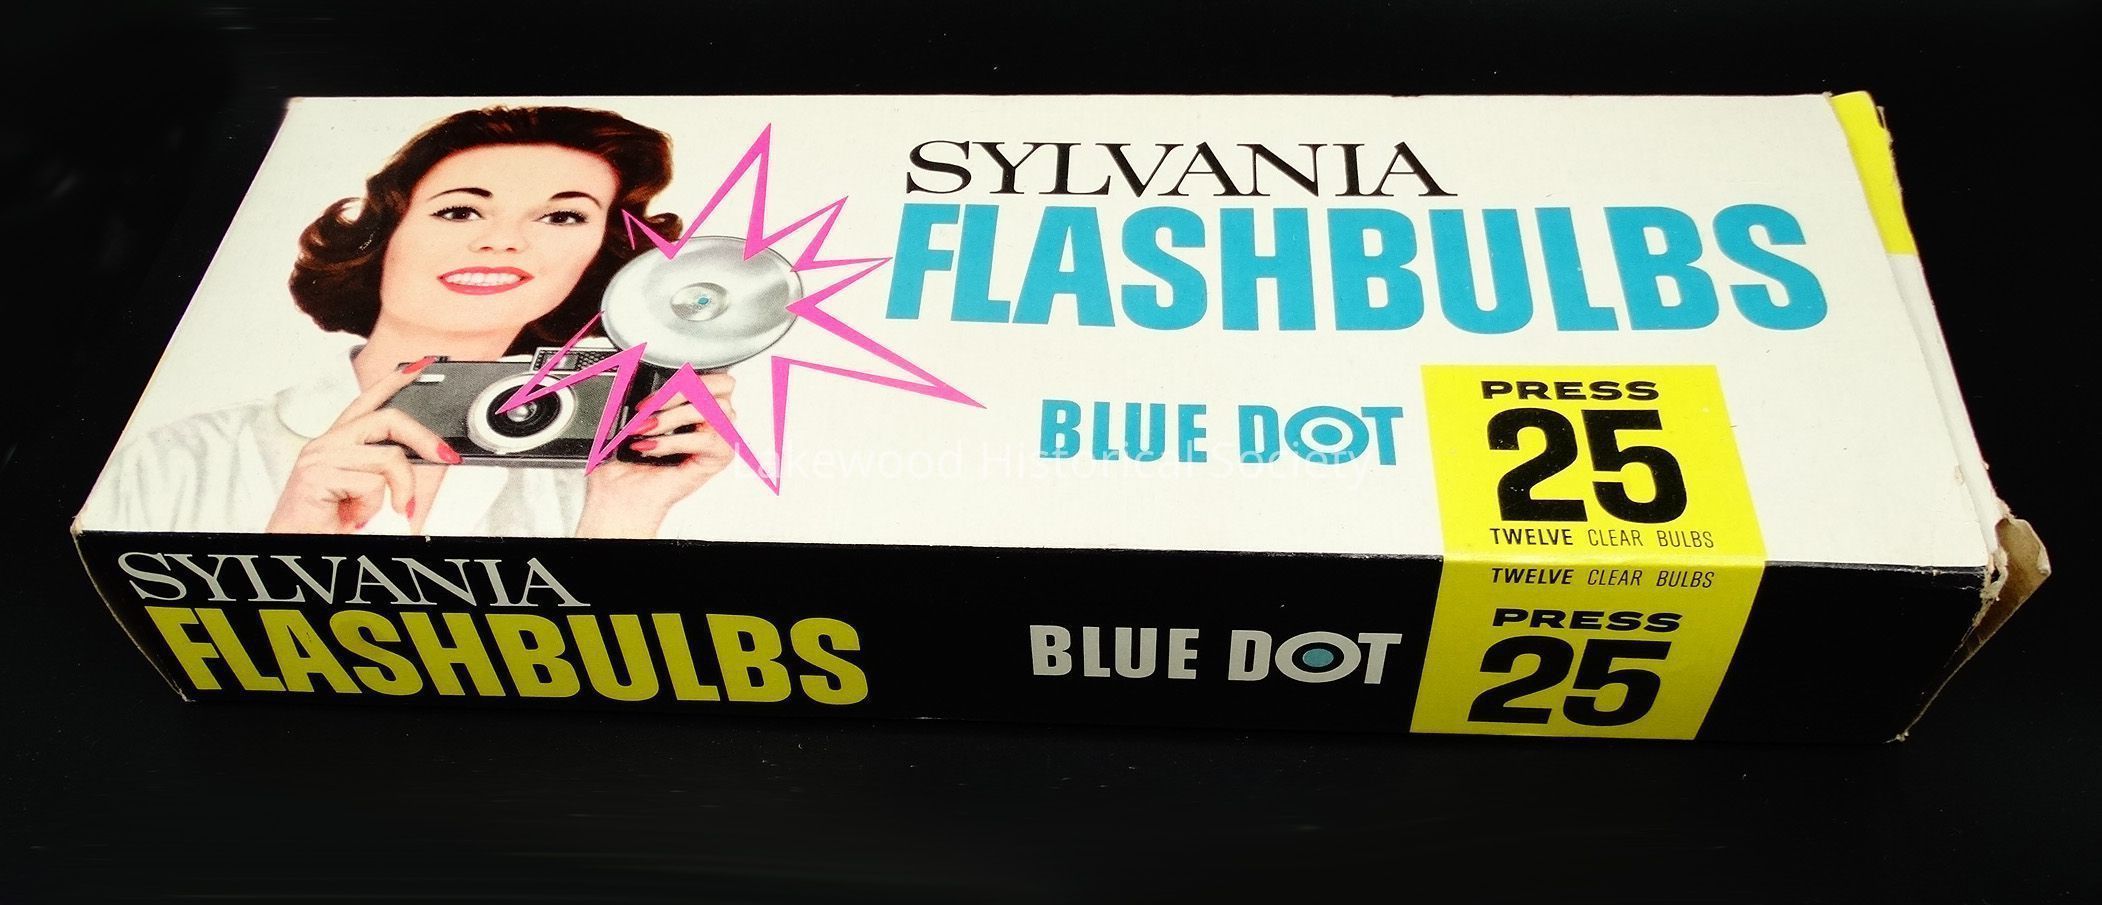 SYLVANIA
FLASHBULBS
BLUE DOT
PRESS
25
TWELVE CLEAR BULBS
Lakewood Historical Society
TWELVE CLEAR BULBS
PRESS
25
SYLVANIA
FLASHBULBS
BLUE DOT